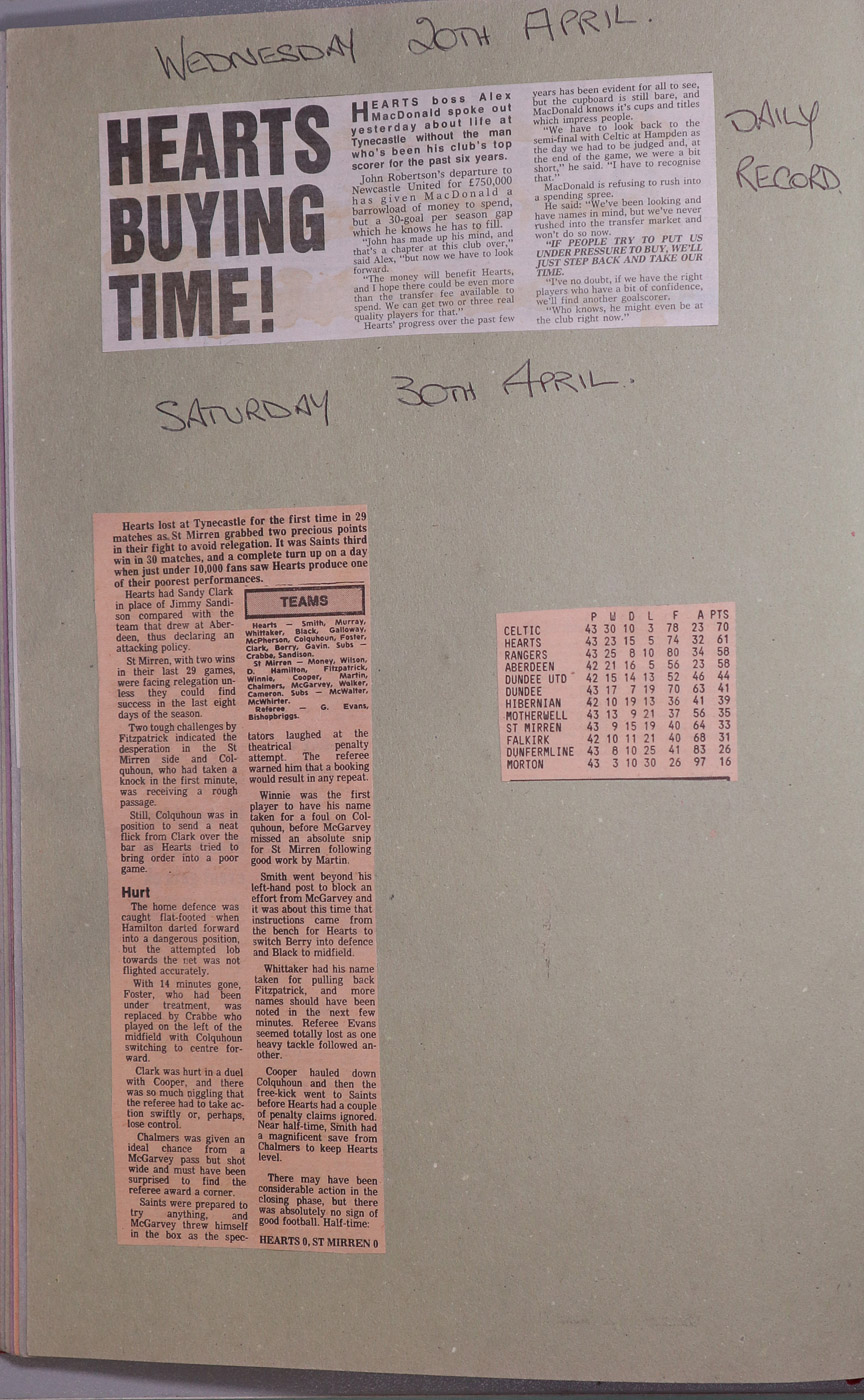 WEDNESDAY 20TH APRIL.
DAILY
RECORD.
HEARTS
BUYING
TIME!
HEARTS boss Alex
MacDonald spoke out
yesterday about life at
Tynecastle without the man
who's been his club's top
scorer for the past six years.
John Robertson's departure to
Newcastle United for £750,000
has given MacDonald a
barrowload of money to spend,
but a 30-goal per season gap
which he knows he has to fill.
"John has made up his mind, and
that's a chapter at this club over,"
said Alex, "but now we have to look
forward.
"The money will benefit Hearts,
and I hope there could be even more
than the transfer fee available to
spend. We can get two or three real
quality players for that."
Hearts' progress over the past few
years has been evident for all to see,
but the cupboard is still bare, and
MacDonald knows it's cups and titles
which impress people.
"We have to look back to the
semi-final with Celtic at Hampden as
the day we had to be judged and, at
the end of the game, we were a bit
short," he said. "I have to recognise
that."
MacDonald is refusing to rush into
a spending spree.
He said: "We've been looking and
have names in mind, but we've never
rushed into the transfer market and
won't do so now.
"IF PEOPLE TRY TO PUT US
UNDER PRESSURE TO BUY, WE'LL
JUST STEP BACK AND TAKE OUR
TIME.
"I've no doubt, if we have the right
players who have a bit of confidence,
we'll find another goalscorer.
"Who knows, he might even be at
the club right now."
SATURDAY 30TH APRIL.
Hearts lost at Tynecastle for the first time in 29
matches as St Mirren grabbed two precious points
in their fight to avoid relegation. It was Saints third
win in 30 matches, and a complete turn up on a day
when just under 10,000 fans saw Hearts produce one
of their poorest performances.
Hearts had Sandy Clark
in place of Jimmy Sandi-
son compared with the
team that drew at Aber-
deen, thus declaring an
attacking policy.
St Mirren, with two wins
in their last 29 games,
were facing relegation un-
less they could find
success in the last eight
days of the season.
Two tough challenges by
Fitzpatrick indicated the
desperation in the St
Mirren side and Col-
quhoun, who had taken a
knock in the first minute,
was receiving a rough
passage.
Still, Colquhoun was in
position to send a neat
flick from Clark over the
bar as Hearts tried to
bring order into a poor
game.
Hurt
The home defence was
caught flat-footed when
Hamilton darted forward
into a dangerous position,
but the attempted lob
towards the net was not
flighted accurately.
With 14 minutes gone,
Foster, who had been
under treatment, was
replaced by Crabbe who
played on the left of the
midfield with Colquhoun
switching to centre for-
ward.
Clark was hurt in a duel
with Cooper, and there
was so much niggling that
the referee had to take ac-
tion swiftly or, perhaps,
lose control.
Chalmers was given an
ideal chance from a
McGarvey pass but shot
wide and must have been
surprised to find the
referee award a corner.
Saints were prepared to
try anything, and
McGarvey threw himself
in the box as the spec-
TEAMS
Hearts — Smith, Murray,
Whittaker, Black, Galloway,
McPherson, Colquhoun, Foster,
Clark, Berry, Gavin. Subs —
Crabbe, Sandison.
St Mirren — Money, Wilson,
D. Hamilton, Fitzpatrick,
Winnie, Cooper, Martin,
Chalmers, McGarvey, Walker,
Cameron. Subs — McWalter,
McWhirter.
Referee — G. Evans,
Bishopbriggs.
tators laughed at the
theatrical penalty
attempt. The referee
warned him that a booking
would result in any repeat.
Winnie was the first
player to have his name
taken for a foul on Col-
quhoun, before McGarvey
missed an absolute snip
for St Mirren following
good work by Martin.
Smith went beyond his
left-hand post to block an
effort from McGarvey and
it was about this time that
instructions came from
the bench for Hearts to
switch Berry into defence
and Black to midfield.
Whittaker had his name
taken for pulling back
Fitzpatrick, and more
names should have been
noted in the next few
minutes. Referee Evans
seemed totally lost as one
heavy tackle followed an-
other.
Cooper hauled down
Colquhoun and then the
free-kick went to Saints
before Hearts had a couple
of penalty claims ignored.
Near half-time, Smith had
a magnificent save from
Chalmers to keep Hearts
level.
There may have been
considerable action in the
closing phase, but there
was absolutely no sign of
good football. Half-time:
HEARTS 0, ST MIRREN 0
P W D L F A PTS
CELTIC 43 30 10 3 78 23 70
HEARTS 43 23 15 5 74 32 61
RANGERS 43 25 8 10 80 34 58
ABERDEEN 42 21 16 5 56 23 58
DUNDEE UTD 42 15 14 13 52 46 44
DUNDEE 43 17 7 19 70 63 41
HIBERNIAN 42 10 19 13 36 41 39
MOTHERWELL 43 13 9 21 37 56 35
ST MIRREN 43 9 15 19 40 64 33
FALKIRK 42 10 11 21 40 68 31
DUNFERMLINE 43 8 10 25 41 83 26
MORTON 43 3 10 30 26 97 16